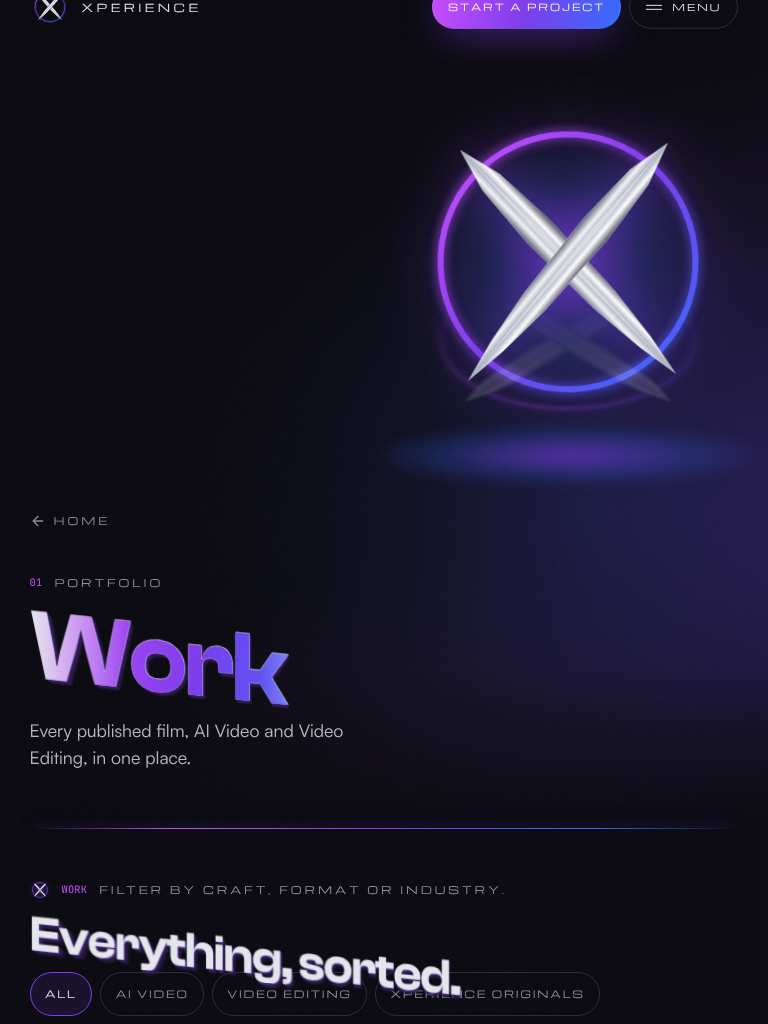 XPERIENCE
START A PROJECT
MENU
HOME
01 PORTFOLIO
Work
Every published film, AI Video and Video
Editing, in one place.
WORK FILTER BY CRAFT, FORMAT OR INDUSTRY.
Everything, sorted.
ALL
AI VIDEO
VIDEO EDITING
XPERIENCE ORIGINALS